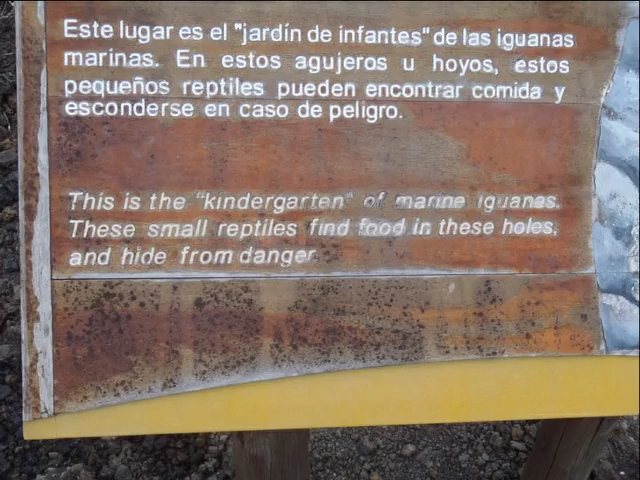 Este lugar es el "jardín de infantes" de las iguanas
marinas. En estos agujeros u hoyos, estos
pequeños reptiles pueden encontrar comida y
esconderse en caso de peligro.
This is the "kindergarten" of marine iguanas.
These small reptiles find food in these holes,
and hide from danger